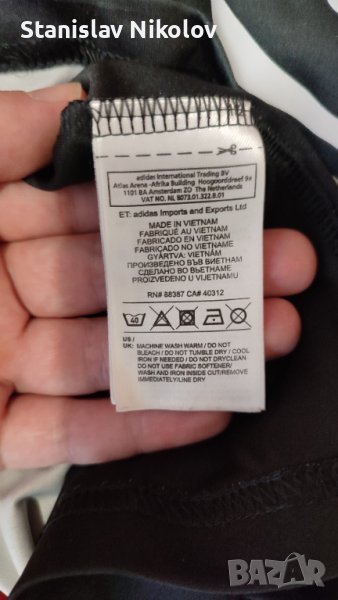 Stanislav Nikolov
adidas International Trading BV
Atlas Arena -Afrika Building Hoogoorddreef 9a
1101 BA Amsterdam ZO The Netherlands
VAT NO. NL 8073.01.322.B.01
ET: adidas Imports and Exports Ltd
MADE IN VIETNAM
FABRIQUÉ AU VIETNAM
FABRICADO EN VIETNAM
FABRICADO NO VIETNAME
GYÁRTVA: VIETNÁM
ПРОИЗВЕДЕНО ВЪВ ВИЕТНАМ
СДЕЛАНО ВО ВЬЕТНАМЕ
PROIZVEDENO U VIJETNAMU
RN# 88387 CA# 40312
40
US /
UK: MACHINE WASH WARM / DO NOT
BLEACH / DO NOT TUMBLE DRY / COOL
IRON IF NEEDED / DO NOT DRYCLEAN
DO NOT USE FABRIC SOFTENER/
WASH AND IRON INSIDE OUT/REMOVE
IMMEDIATELY/LINE DRY
BAZAR